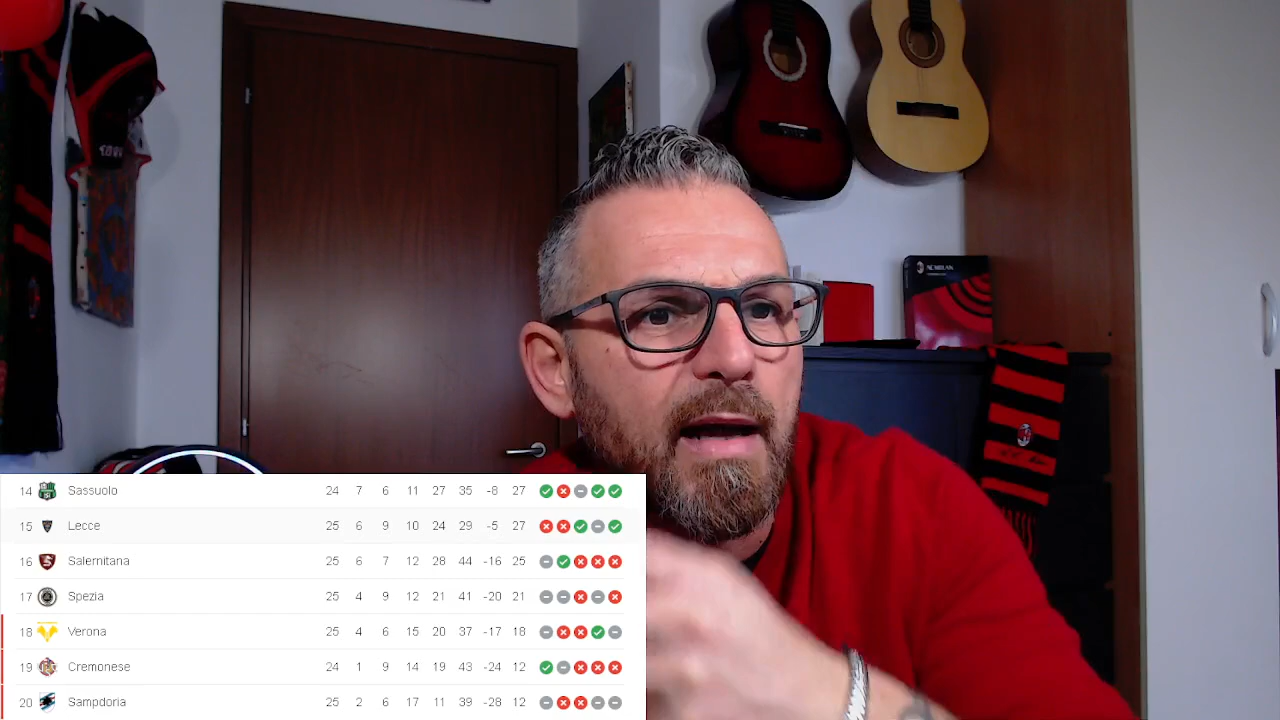 1899
AC MILAN
14 Sassuolo 24 7 6 11 27 35 -8 27
15 Lecce 25 6 9 10 24 29 -5 27
16 Salernitana 25 6 7 12 28 44 -16 25
17 Spezia 25 4 9 12 21 41 -20 21
18 Verona 25 4 6 15 20 37 -17 18
19 Cremonese 24 1 9 14 19 43 -24 12
20 Sampdoria 25 2 6 17 11 39 -28 12